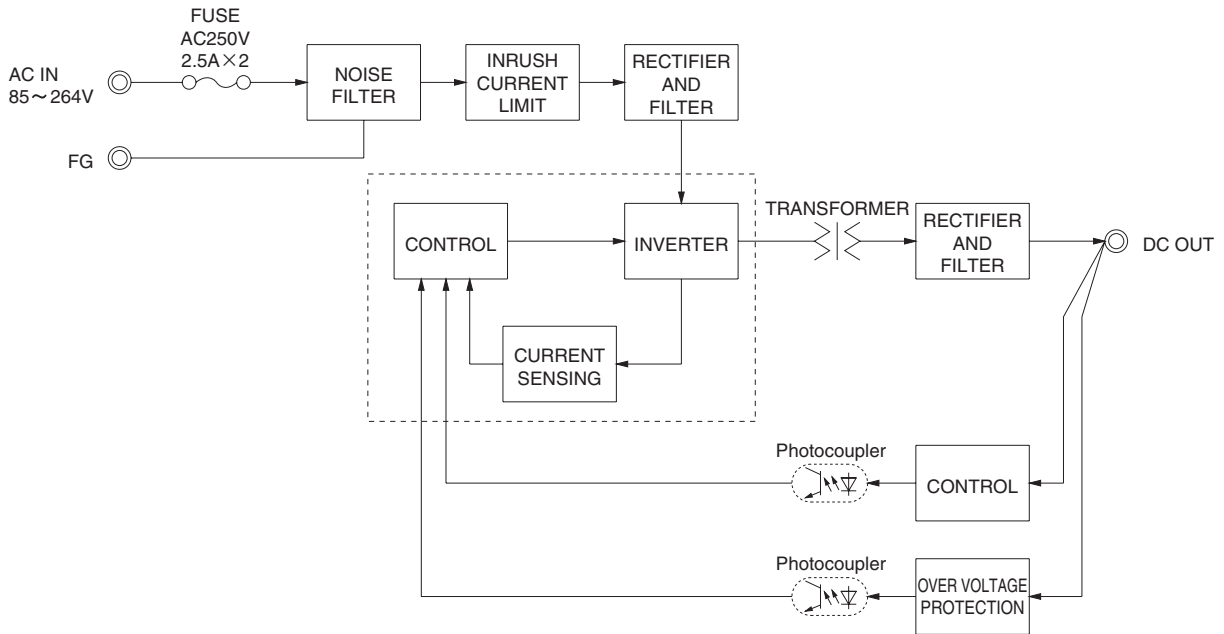 FUSE
AC250V
2.5A×2
AC IN
85～264V
NOISE
FILTER
INRUSH
CURRENT
LIMIT
RECTIFIER
AND
FILTER
FG
CONTROL
INVERTER
TRANSFORMER
RECTIFIER
AND
FILTER
DC OUT
CURRENT
SENSING
Photocoupler
CONTROL
Photocoupler
OVER VOLTAGE
PROTECTION